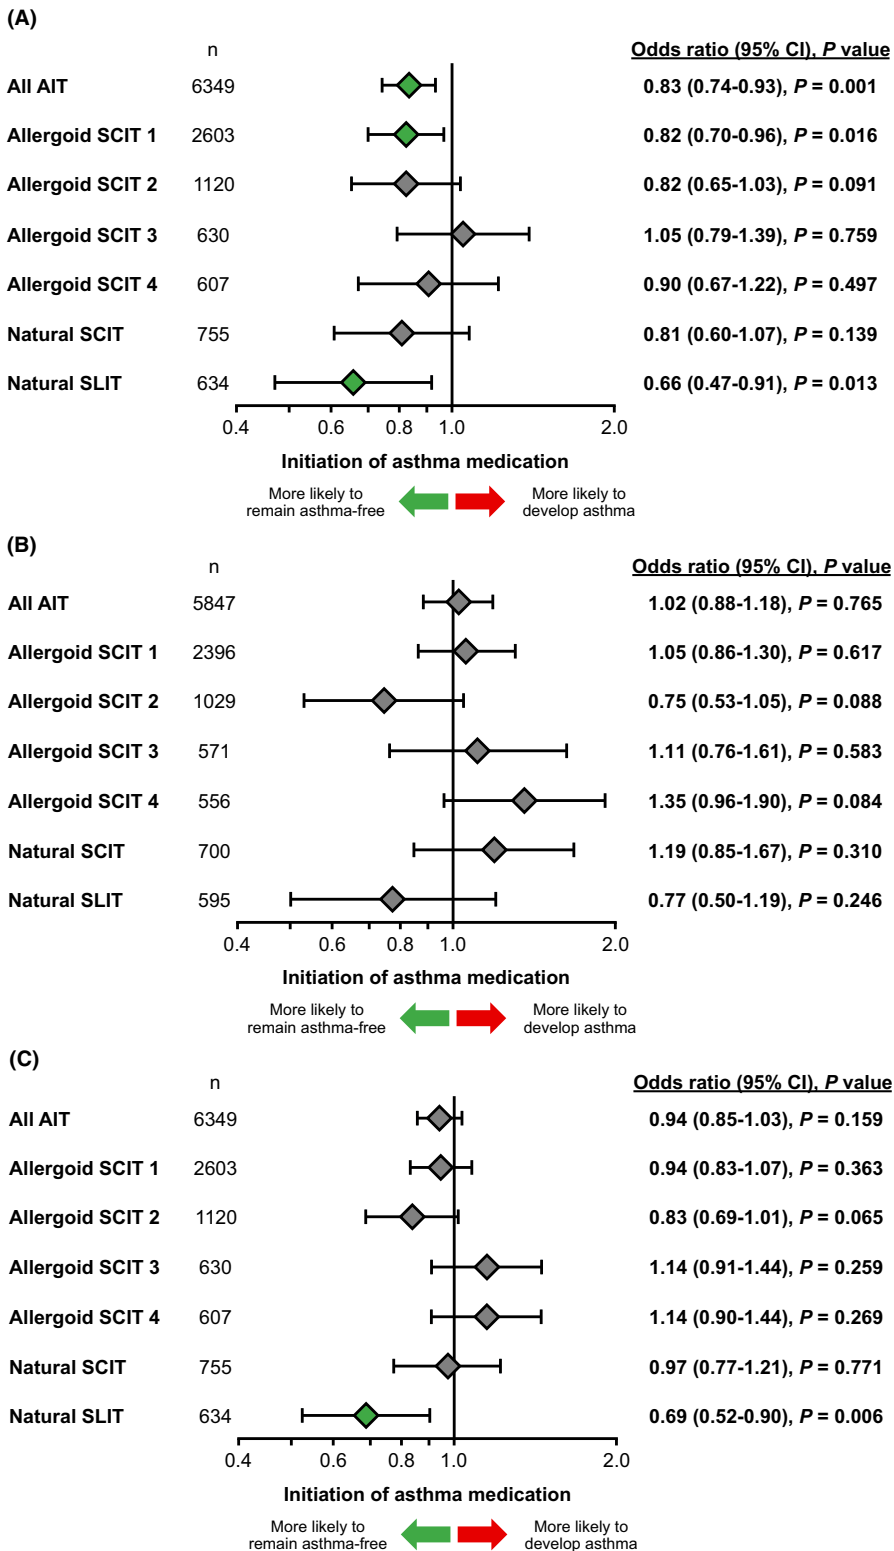 (A)
n Odds ratio (95% CI), P value
All AIT 6349 0.83 (0.74-0.93), P = 0.001
Allergoid SCIT 1 2603 0.82 (0.70-0.96), P = 0.016
Allergoid SCIT 2 1120 0.82 (0.65-1.03), P = 0.091
Allergoid SCIT 3 630 1.05 (0.79-1.39), P = 0.759
Allergoid SCIT 4 607 0.90 (0.67-1.22), P = 0.497
Natural SCIT 755 0.81 (0.60-1.07), P = 0.139
Natural SLIT 634 0.66 (0.47-0.91), P = 0.013
0.4 0.6 0.8 1.0 2.0
Initiation of asthma medication
More likely to More likely to
remain asthma-free develop asthma
(B)
n Odds ratio (95% CI), P value
All AIT 5847 1.02 (0.88-1.18), P = 0.765
Allergoid SCIT 1 2396 1.05 (0.86-1.30), P = 0.617
Allergoid SCIT 2 1029 0.75 (0.53-1.05), P = 0.088
Allergoid SCIT 3 571 1.11 (0.76-1.61), P = 0.583
Allergoid SCIT 4 556 1.35 (0.96-1.90), P = 0.084
Natural SCIT 700 1.19 (0.85-1.67), P = 0.310
Natural SLIT 595 0.77 (0.50-1.19), P = 0.246
0.4 0.6 0.8 1.0 2.0
Initiation of asthma medication
More likely to More likely to
remain asthma-free develop asthma
(C)
n Odds ratio (95% CI), P value
All AIT 6349 0.94 (0.85-1.03), P = 0.159
Allergoid SCIT 1 2603 0.94 (0.83-1.07), P = 0.363
Allergoid SCIT 2 1120 0.83 (0.69-1.01), P = 0.065
Allergoid SCIT 3 630 1.14 (0.91-1.44), P = 0.259
Allergoid SCIT 4 607 1.14 (0.90-1.44), P = 0.269
Natural SCIT 755 0.97 (0.77-1.21), P = 0.771
Natural SLIT 634 0.69 (0.52-0.90), P = 0.006
0.4 0.6 0.8 1.0 2.0
Initiation of asthma medication
More likely to More likely to
remain asthma-free develop asthma